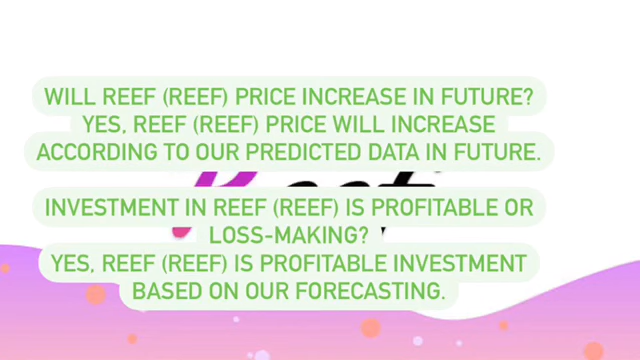 WILL REEF (REEF) PRICE INCREASE IN FUTURE?
YES, REEF (REEF) PRICE WILL INCREASE
ACCORDING TO OUR PREDICTED DATA IN FUTURE.
INVESTMENT IN REEF (REEF) IS PROFITABLE OR
LOSS-MAKING?
YES, REEF (REEF) IS PROFITABLE INVESTMENT
BASED ON OUR FORECASTING.